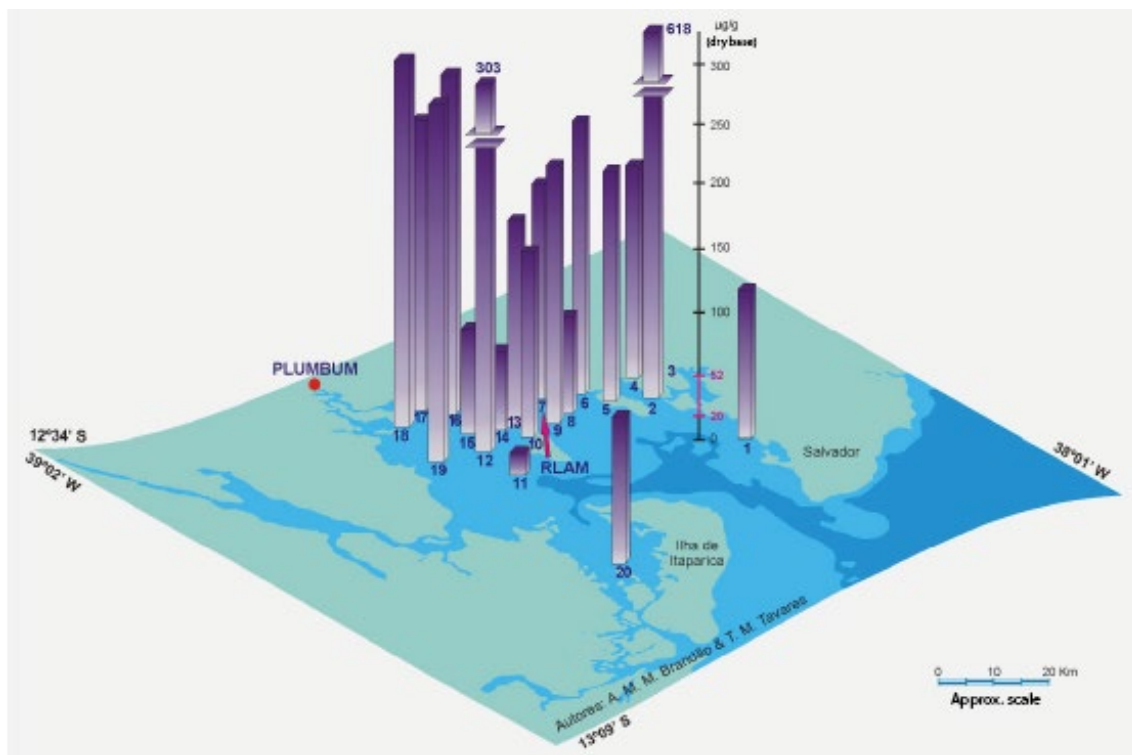 618
µg/g
(dry base)
303
300
250
200
150
100
52
20
0
PLUMBUM
12°34' S
39°02' W
38°01' W
13°09' S
17
16
18
19
15
14
13
12
10
11
7
9
8
6
5
4
3
2
1
20
RLAM
Salvador
Ilha de
Itaparica
Autores: A. M. M. Brandão & T. M. Tavares
0 10 20 Km
Approx. scale